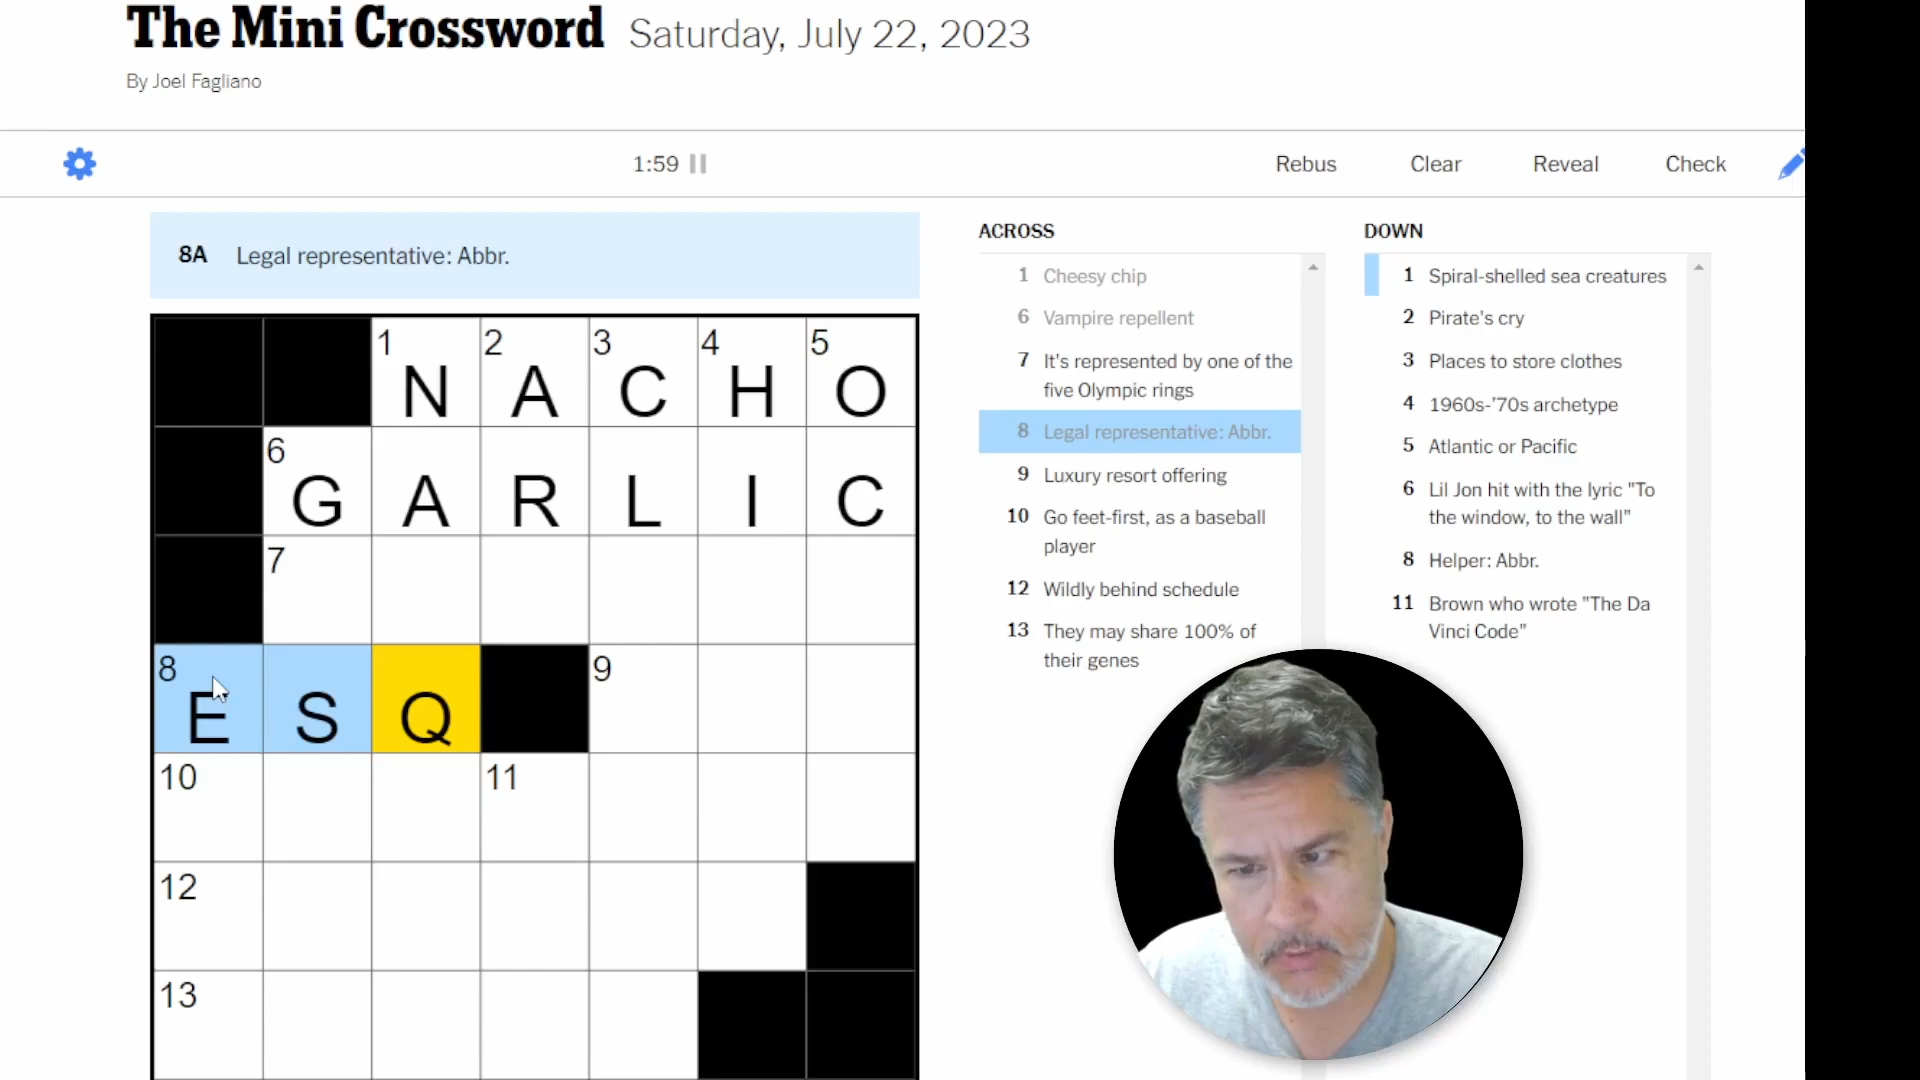 The Mini Crossword Saturday, July 22, 2023
By Joel Fagliano
1:59 Rebus Clear Reveal Check
8A Legal representative: Abbr.
1 2 3 4 5
N A C H O
6
G A R L I C
7
8 9
E S Q
10 11
12
13
ACROSS
1 Cheesy chip
6 Vampire repellent
7 It's represented by one of the
five Olympic rings
8 Legal representative: Abbr.
9 Luxury resort offering
10 Go feet-first, as a baseball
player
12 Wildly behind schedule
13 They may share 100% of
their genes
DOWN
1 Spiral-shelled sea creatures
2 Pirate's cry
3 Places to store clothes
4 1960s-'70s archetype
5 Atlantic or Pacific
6 Lil Jon hit with the lyric "To
the window, to the wall"
8 Helper: Abbr.
11 Brown who wrote "The Da
Vinci Code"